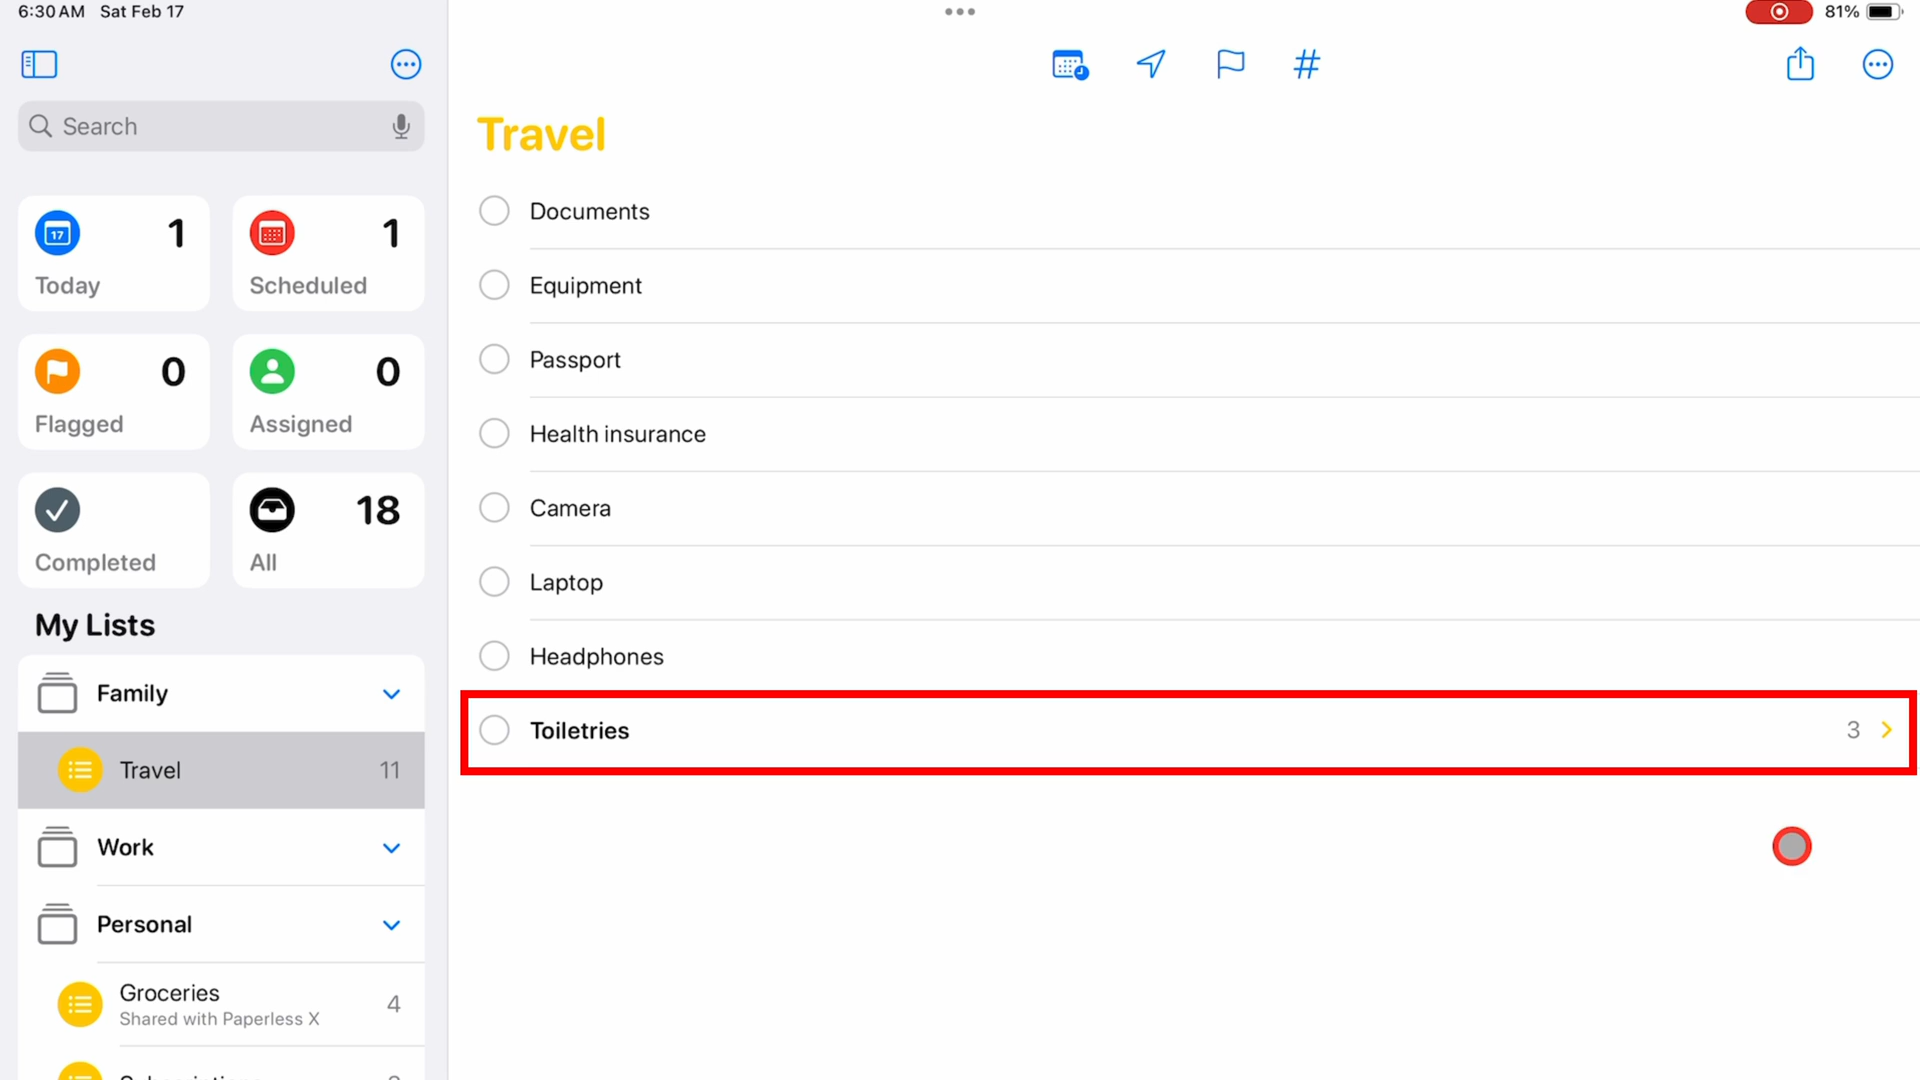 6:30 AM Sat Feb 17
81%
Search
17
1
Today
1
Scheduled
0
Flagged
0
Assigned
Completed
18
All
My Lists
Family
Travel 11
Work
Personal
Groceries
Shared with Paperless X
4
Travel
Documents
Equipment
Passport
Health insurance
Camera
Laptop
Headphones
Toiletries 3